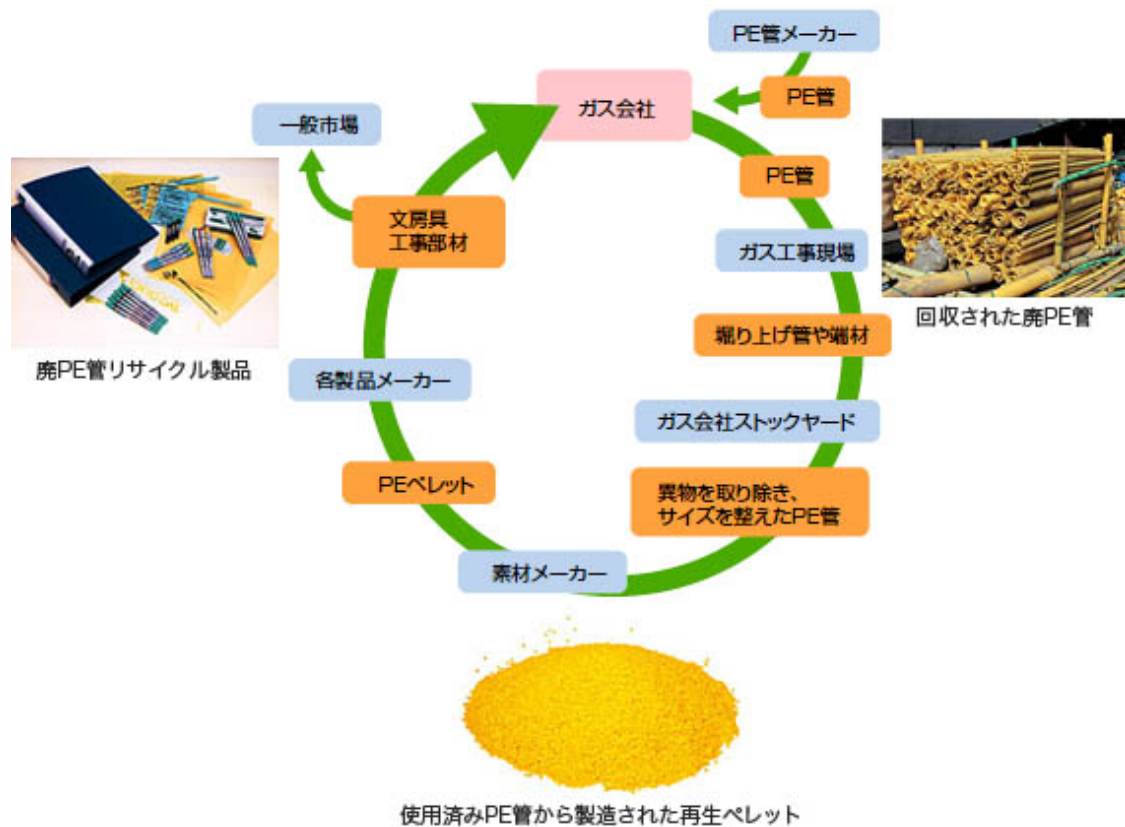 PE管メーカー
PE管
ガス会社
一般市場
PE管
文房具
工事部材
ガス工事現場
回収された廃PE管
堀り上げ管や端材
廃PE管リサイクル製品
各製品メーカー
ガス会社ストックヤード
PEペレット
異物を取り除き、
サイズを整えたPE管
素材メーカー
使用済みPE管から製造された再生ペレット